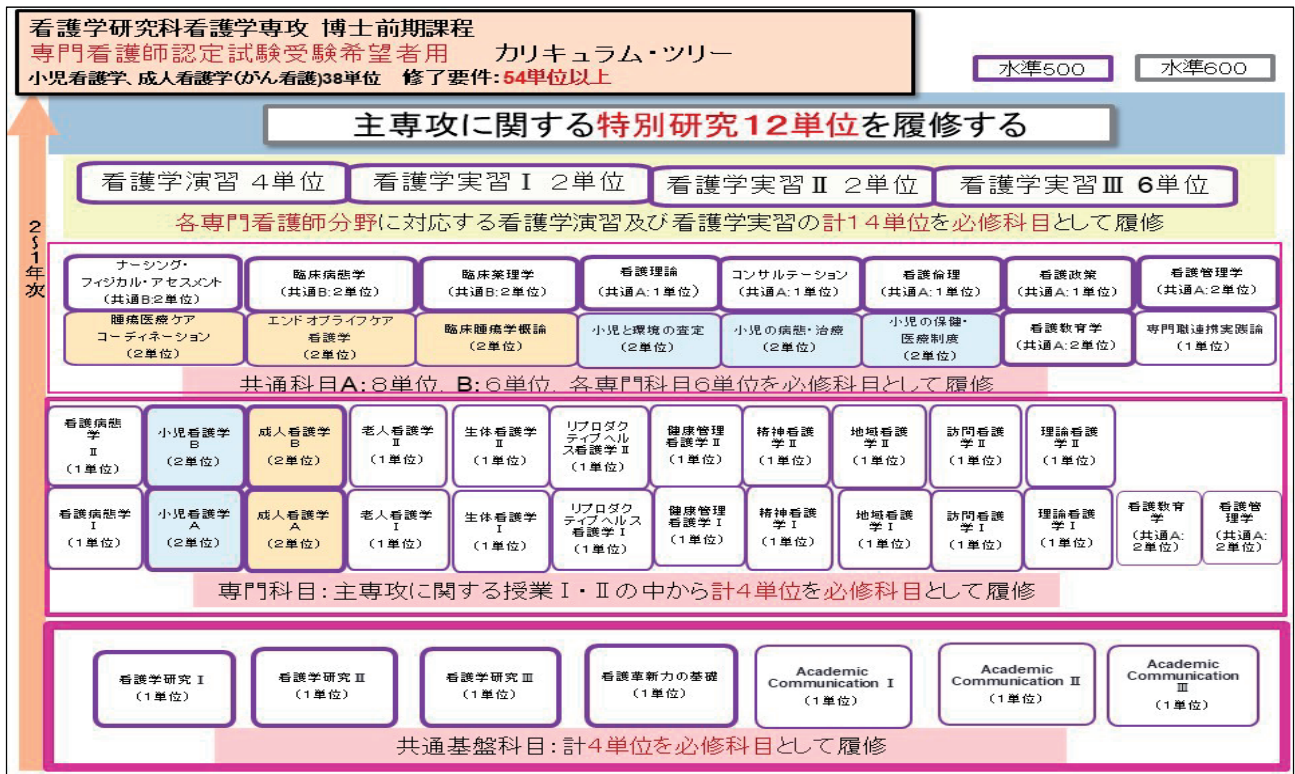 看護学研究科看護学専攻 博士前期課程
専門看護師認定試験受験希望者用 カリキュラム・ツリー
小児看護学、成人看護学(がん看護)38単位 修了要件:54単位以上
水準500
水準600
主専攻に関する特別研究12単位を履修する
看護学演習 4単位
看護学実習Ⅰ 2単位
看護学実習Ⅱ 2単位
看護学実習Ⅲ 6単位
各専門看護師分野に対応する看護学演習及び看護学実習の計14単位を必修科目として履修
2~1年次
ナーシング・
フィジカル・アセスメント
(共通B:2単位)
臨床病態学
(共通B:2単位)
臨床薬理学
(共通B:2単位)
看護理論
(共通A:1単位)
コンサルテーション
(共通A:1単位)
看護倫理
(共通A:1単位)
看護政策
(共通A:1単位)
看護管理学
(共通A:2単位)
腫瘍医療ケア
コーディネーション
(2単位)
エンドオブライフケア
看護学
(2単位)
臨床腫瘍学概論
(2単位)
小児と環境の査定
(2単位)
小児の病態・治療
(2単位)
小児の保健・
医療制度
(2単位)
看護教育学
(共通A:2単位)
専門職連携実践論
(1単位)
共通科目A:8単位、B:6単位、各専門科目6単位を必修科目として履修
看護病態
学
Ⅱ
(1単位)
小児看護学
B
(2単位)
成人看護学
B
(2単位)
老人看護学
Ⅱ
(1単位)
生体看護学
Ⅱ
(1単位)
リプロダク
ティブヘル
ス看護学Ⅱ
(1単位)
健康管理
看護学Ⅱ
(1単位)
精神看護
学Ⅱ
(1単位)
地域看護
学Ⅱ
(1単位)
訪問看護
学Ⅱ
(1単位)
理論看護
学Ⅱ
(1単位)
看護病態学
Ⅰ
(1単位)
小児看護学
A
(2単位)
成人看護学
A
(2単位)
老人看護学
Ⅰ
(1単位)
生体看護学
Ⅰ
(1単位)
リプロダク
ティブヘルス
看護学Ⅰ
(1単位)
健康管理
看護学Ⅰ
(1単位)
精神看護
学Ⅰ
(1単位)
地域看護
学Ⅰ
(1単位)
訪問看護
学Ⅰ
(1単位)
理論看護
学Ⅰ
(1単位)
看護教育
学
(共通A:
2単位)
看護管
理学
(共通A:
2単位)
専門科目:主専攻に関する授業Ⅰ・Ⅱの中から計4単位を必修科目として履修
看護学研究Ⅰ
(1単位)
看護学研究Ⅱ
(1単位)
看護学研究Ⅲ
(1単位)
看護革新力の基礎
(1単位)
Academic
Communication Ⅰ
(1単位)
Academic
Communication Ⅱ
(1単位)
Academic
Communication
Ⅲ
(1単位)
共通基盤科目:計4単位を必修科目として履修